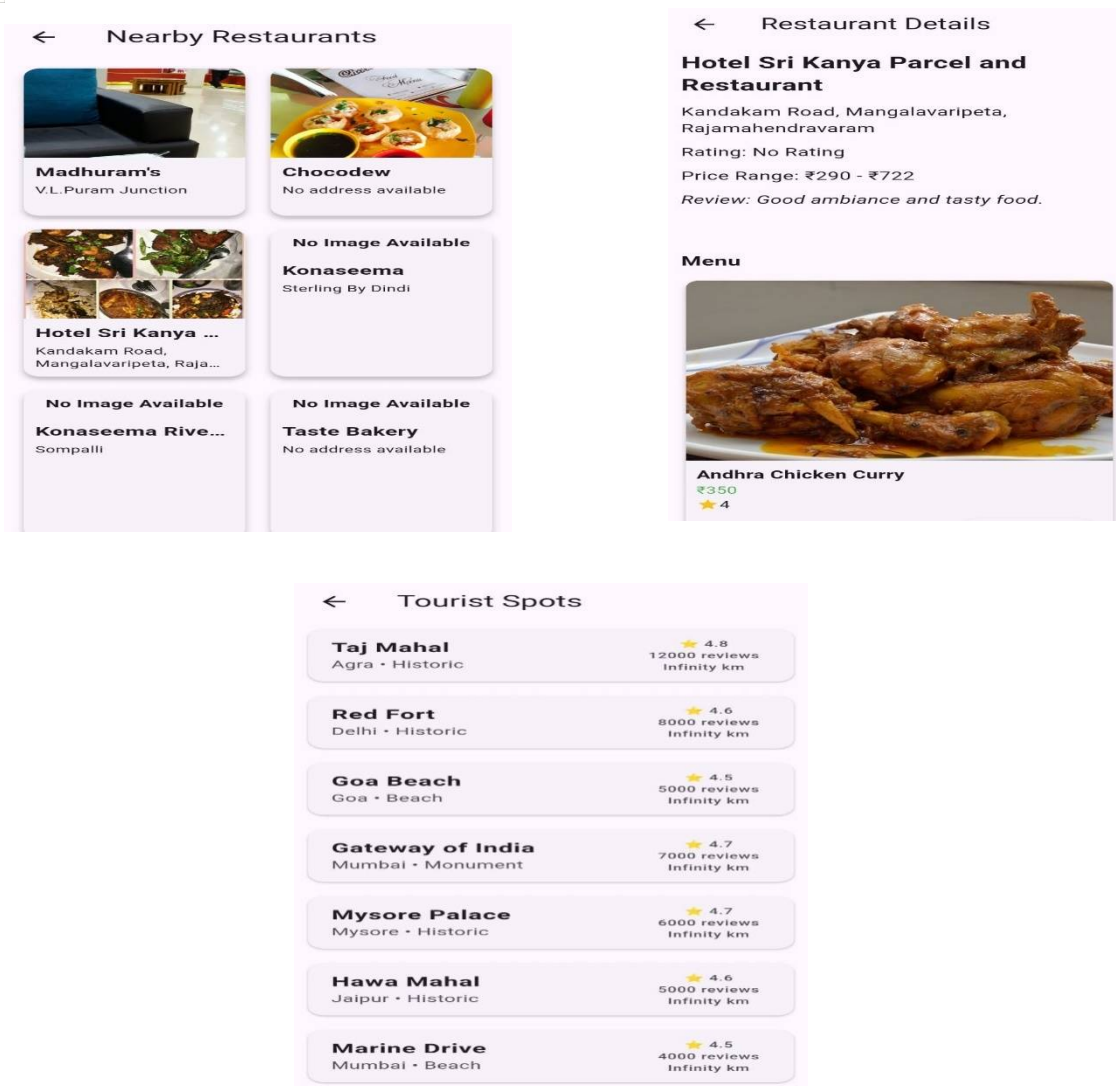 Nearby Restaurants
Madhuram's
V.L.Puram Junction
Chocodew
No address available
Hotel Sri Kanya ...
Kandakam Road,
Mangalavaripeta, Raja...
No Image Available
Konaseema
Sterling By Dindi
No Image Available
Konaseema Rive...
Sompalli
No Image Available
Taste Bakery
No address available
Restaurant Details
Hotel Sri Kanya Parcel and
Restaurant
Kandakam Road, Mangalavaripeta,
Rajamahendravaram
Rating: No Rating
Price Range: ₹290 - ₹722
Review: Good ambiance and tasty food.
Menu
Andhra Chicken Curry
₹350
4
Tourist Spots
Taj Mahal
Agra • Historic
4.8
12000 reviews
Infinity km
Red Fort
Delhi • Historic
4.6
8000 reviews
Infinity km
Goa Beach
Goa • Beach
4.5
5000 reviews
Infinity km
Gateway of India
Mumbai • Monument
4.7
7000 reviews
Infinity km
Mysore Palace
Mysore • Historic
4.7
6000 reviews
Infinity km
Hawa Mahal
Jaipur • Historic
4.6
5000 reviews
Infinity km
Marine Drive
Mumbai • Beach
4.5
4000 reviews
Infinity km